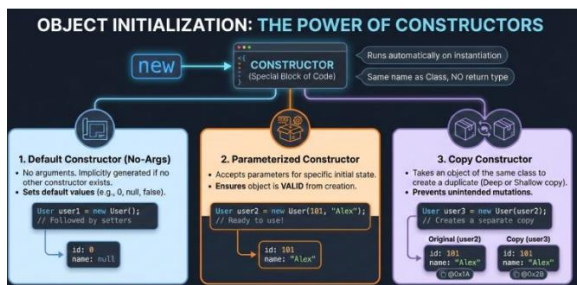 OBJECT INITIALIZATION: THE POWER OF CONSTRUCTORS
new
CONSTRUCTOR
(Special Block of Code)
Runs automatically on instantiation
Same name as Class, NO return type
1. Default Constructor (No-Args)
• No arguments. Implicitly generated if no
other constructor exists.
• Sets default values (e.g., 0, null, false).
User user1 = new User();
// Followed by setters
id: 0
name: null
2. Parameterized Constructor
• Accepts parameters for specific initial state.
• Ensures object is VALID from creation.
User user2 = new User(101, "Alex");
// Ready to use!
id: 101
name: "Alex"
3. Copy Constructor
• Takes an object of the same class to
create a duplicate (Deep or Shallow copy).
• Prevents unintended mutations.
User user3 = new User(user2);
// Creates a separate copy
Original (user2)
id: 101
name: "Alex"
@0x1A
Copy (user3)
id: 101
name: "Alex"
@0x2B